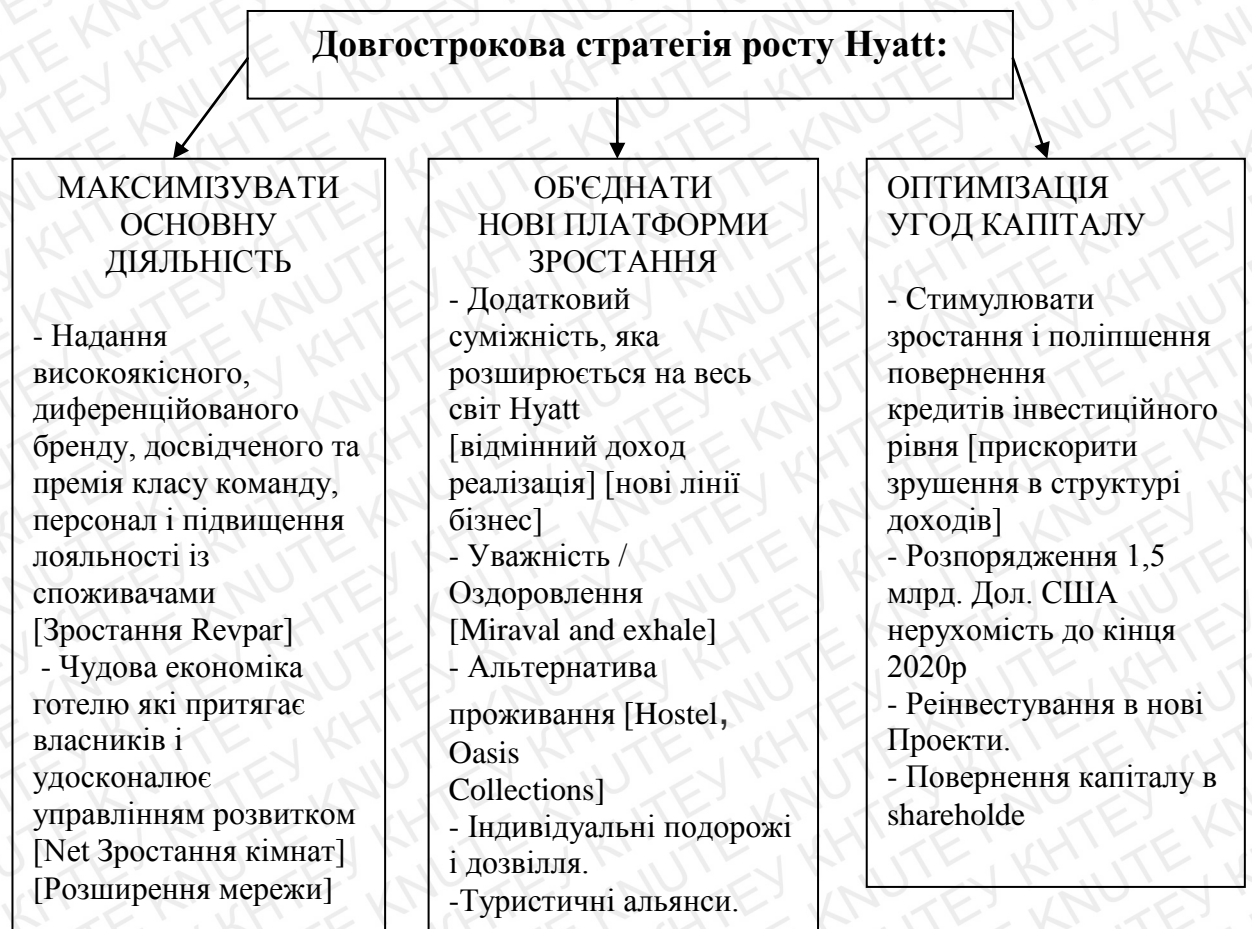 Довгострокова стратегія росту Hyatt:
МАКСИМІЗУВАТИ
ОСНОВНУ
ДІЯЛЬНІСТЬ
- Надання
високоякісного,
диференційованого
бренду, досвідченого та
премія класу команду,
персонал і підвищення
лояльності із
споживачами
[Зростання Revpar]
- Чудова економіка
готелю які притягає
власників і
удосконалює
управлінням розвитком
[Net Зростання кімнат]
[Розширення мережи]
ОБ'ЄДНАТИ
НОВІ ПЛАТФОРМИ
ЗРОСТАННЯ
- Додатковий
суміжність, яка
розширюється на весь
світ Hyatt
[відмінний доход
реалізація] [нові лінії
бізнес]
- Уважність /
Оздоровлення
[Miraval and exhale]
- Альтернатива
проживання [Hostel,
Oasis
Collections]
- Індивідуальні подорожі
і дозвілля.
-Туристичні альянси.
ОПТИМІЗАЦІЯ
УГОД КАПІТАЛУ
- Стимулювати
зростання і поліпшення
повернення
кредитів інвестиційного
рівня [прискорити
зрушення в структурі
доходів]
- Розпорядження 1,5
млрд. Дол. США
нерухомість до кінця
2020р
- Реінвестування в нові
Проекти.
- Повернення капіталу в
shareholde